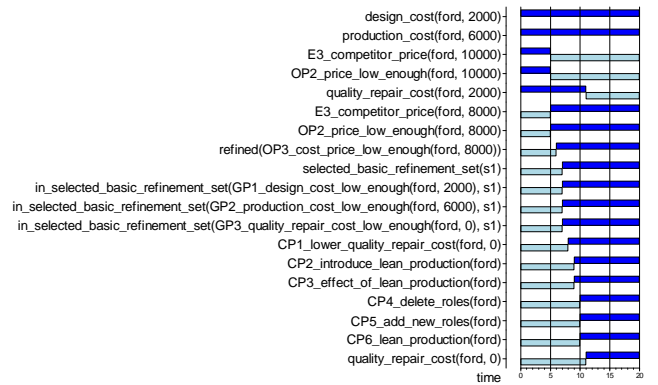 design_cost(ford, 2000)
production_cost(ford, 6000)
E3_competitor_price(ford, 10000)
OP2_price_low_enough(ford, 10000)
quality_repair_cost(ford, 2000)
E3_competitor_price(ford, 8000)
OP2_price_low_enough(ford, 8000)
refined(OP3_cost_price_low_enough(ford, 8000))
selected_basic_refinement_set(s1)
in_selected_basic_refinement_set(GP1_design_cost_low_enough(ford, 2000), s1)
in_selected_basic_refinement_set(GP2_production_cost_low_enough(ford, 6000), s1)
in_selected_basic_refinement_set(GP3_quality_repair_cost_low_enough(ford, 0), s1)
CP1_lower_quality_repair_cost(ford, 0)
CP2_introduce_lean_production(ford)
CP3_effect_of_lean_production(ford)
CP4_delete_roles(ford)
CP5_add_new_roles(ford)
CP6_lean_production(ford)
quality_repair_cost(ford, 0)
time 0 5 10 15 20